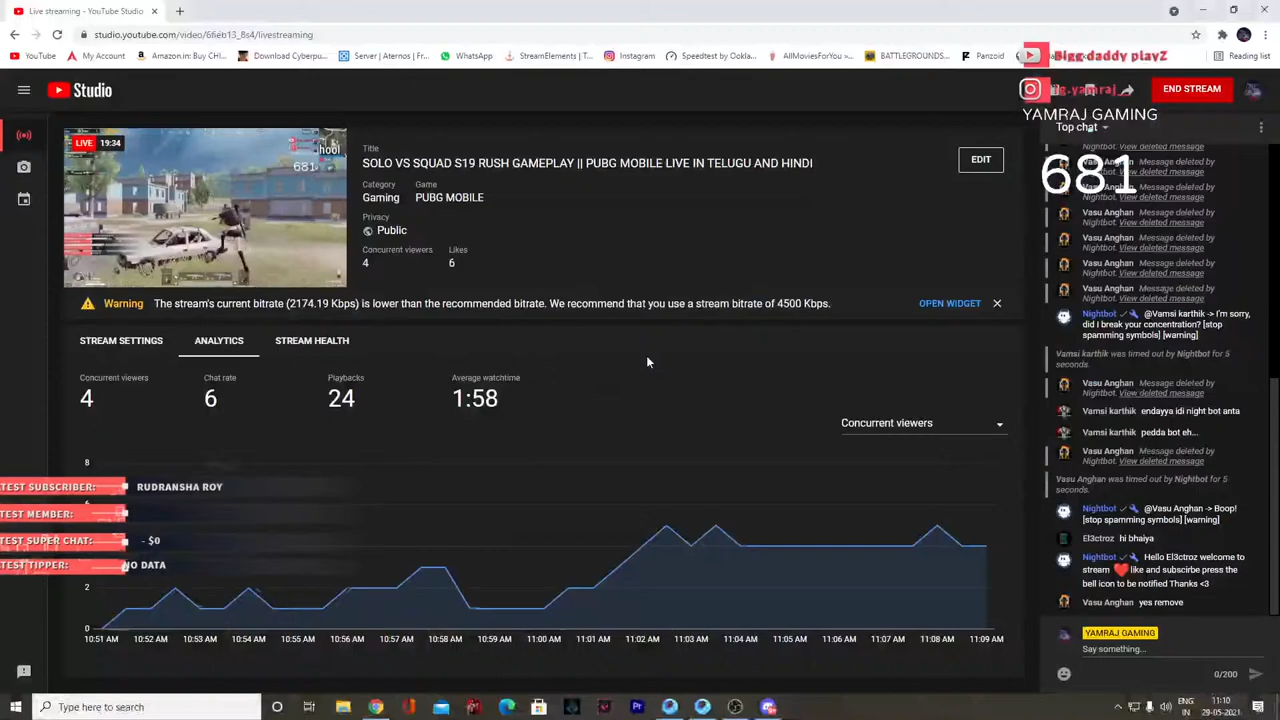 Live streaming - YouTube Studio
studio.youtube.com/video/6fieb13_8s4/livestreaming
YouTube
My Account
Amazon.in: Buy CHI...
Download Cyberpu...
Server | Aternos | F...
WhatsApp
StreamElements | T...
Instagram
Speedtest by Ookla...
AllMoviesForYou |...
BATTLEGROUNDS...
Panzoid
Reading list
Bigg daddy playZ
Studio
END STREAM
YAMRAJ GAMING
Top chat
LIVE 19:34
681
Title
SOLO VS SQUAD S19 RUSH GAMEPLAY || PUBG MOBILE LIVE IN TELUGU AND HINDI
EDIT
Category
Game
Gaming
PUBG MOBILE
Privacy
Public
Concurrent viewers
Likes
4
6
681
Warning The stream's current bitrate (2174.19 Kbps) is lower than the recommended bitrate. We recommend that you use a stream bitrate of 4500 Kbps.
OPEN WIDGET
STREAM SETTINGS
ANALYTICS
STREAM HEALTH
Concurrent viewers
Chat rate
Playbacks
Average watchtime
4
6
24
1:58
Concurrent viewers
8
2
0
10:51 AM 10:52 AM 10:53 AM 10:54 AM 10:55 AM 10:56 AM 10:57 AM 10:58 AM 10:59 AM 11:00 AM 11:01 AM 11:02 AM 11:03 AM 11:04 AM 11:05 AM 11:06 AM 11:07 AM 11:08 AM 11:09 AM
ATEST SUBSCRIBER: RUDRANSHA ROY
ATEST MEMBER:
ATEST SUPER CHAT: - $0
ATEST TIPPER: NO DATA
View deleted message
Message deleted by
View deleted message
Message deleted by
View deleted message
Vasu Anghan Message deleted by
Nightbot. View deleted message
Vasu Anghan Message deleted by
Nightbot. View deleted message
Vasu Anghan Message deleted by
Nightbot. View deleted message
Vasu Anghan Message deleted by
Nightbot. View deleted message
Nightbot @Vamsi karthik -> I'm sorry,
did I break your concentration? [stop
spamming symbols] [warning]
Vamsi karthik was timed out by Nightbot for 5
seconds.
Vasu Anghan Message deleted by
Nightbot. View deleted message
Vamsi karthik endayya idi night bot anta
Vamsi karthik pedda bot eh...
Vasu Anghan Message deleted by
Nightbot. View deleted message
Vasu Anghan was timed out by Nightbot for 5
seconds.
Nightbot @Vasu Anghan -> Boop!
[stop spamming symbols] [warning]
El3ctroz hi bhaiya
Nightbot Hello El3ctroz welcome to
stream ❤️ like and subscirbe press the
bell icon to be notified Thanks <3
Vasu Anghan yes remove
YAMRAJ GAMING
Say something...
0/200
Type here to search
ENG
IN
11:10
29-05-2021